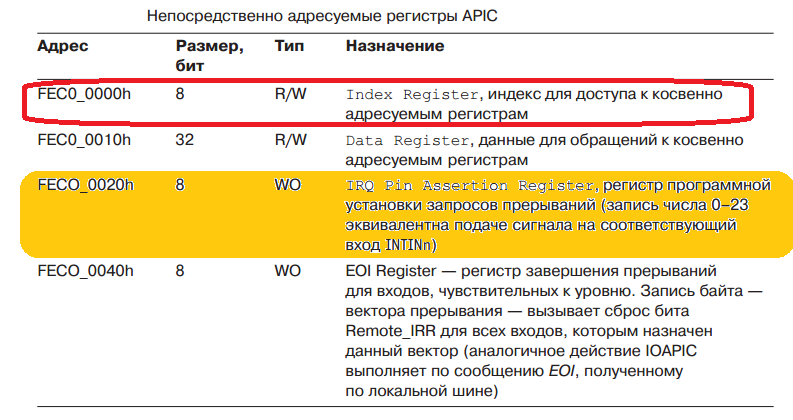 Непосредственно адресуемые регистры APIC
Адрес Размер, бит Тип Назначение
FEC0_0000h 8 R/W Index Register, индекс для доступа к косвенно
адресуемым регистрам
FEC0_0010h 32 R/W Data Register, данные для обращений к косвенно
адресуемым регистрам
FECO_0020h 8 WO IRQ Pin Assertion Register, регистр программной
установки запросов прерываний (запись числа 0–23
эквивалентна подаче сигнала на соответствующий
вход INTINn)
FECO_0040h 8 WO EOI Register — регистр завершения прерываний
для входов, чувствительных к уровню. Запись байта —
вектора прерывания — вызывает сброс бита
Remote_IRR для всех входов, которым назначен
данный вектор (аналогичное действие IOAPIC
выполняет по сообщению EOI, полученному
по локальной шине)